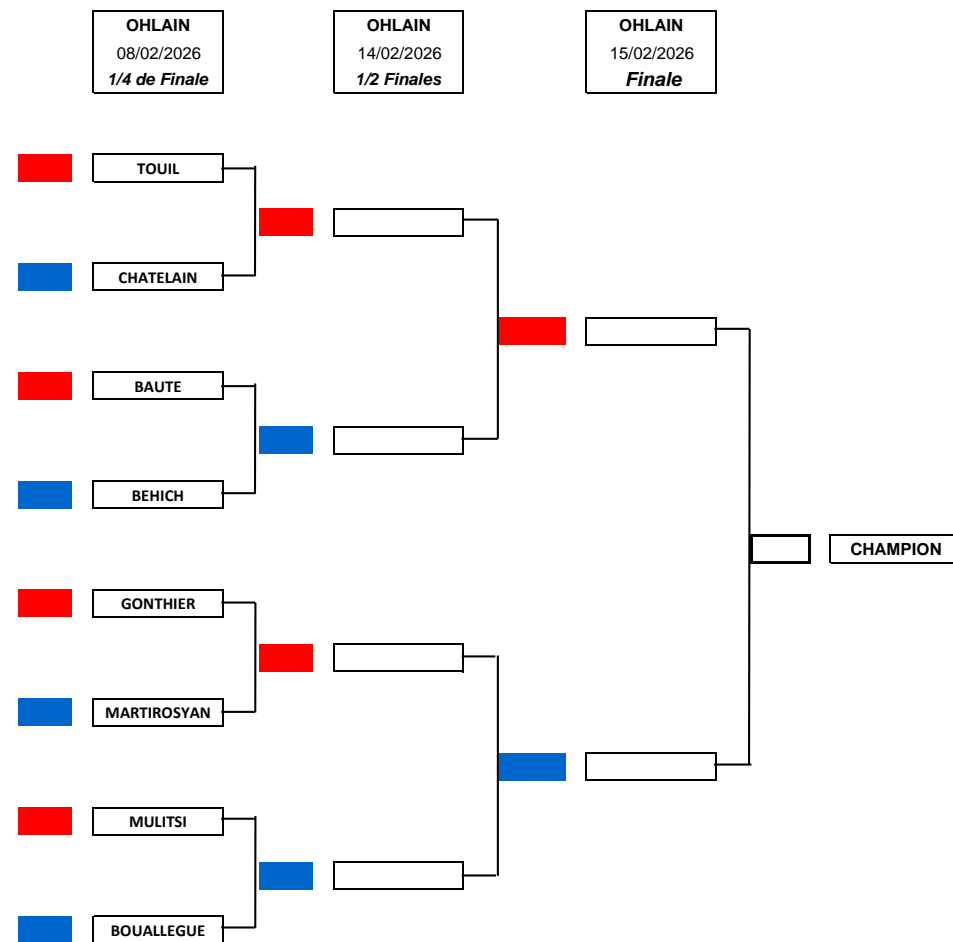 OHLAIN
08/02/2026
1/4 de Finale
OHLAIN
14/02/2026
1/2 Finales
OHLAIN
15/02/2026
Finale
TOUIL
CHATELAIN
BAUTE
BEHICH
CHAMPION
GONTHIER
MARTIROSYAN
MULITSI
BOUALLEGUE